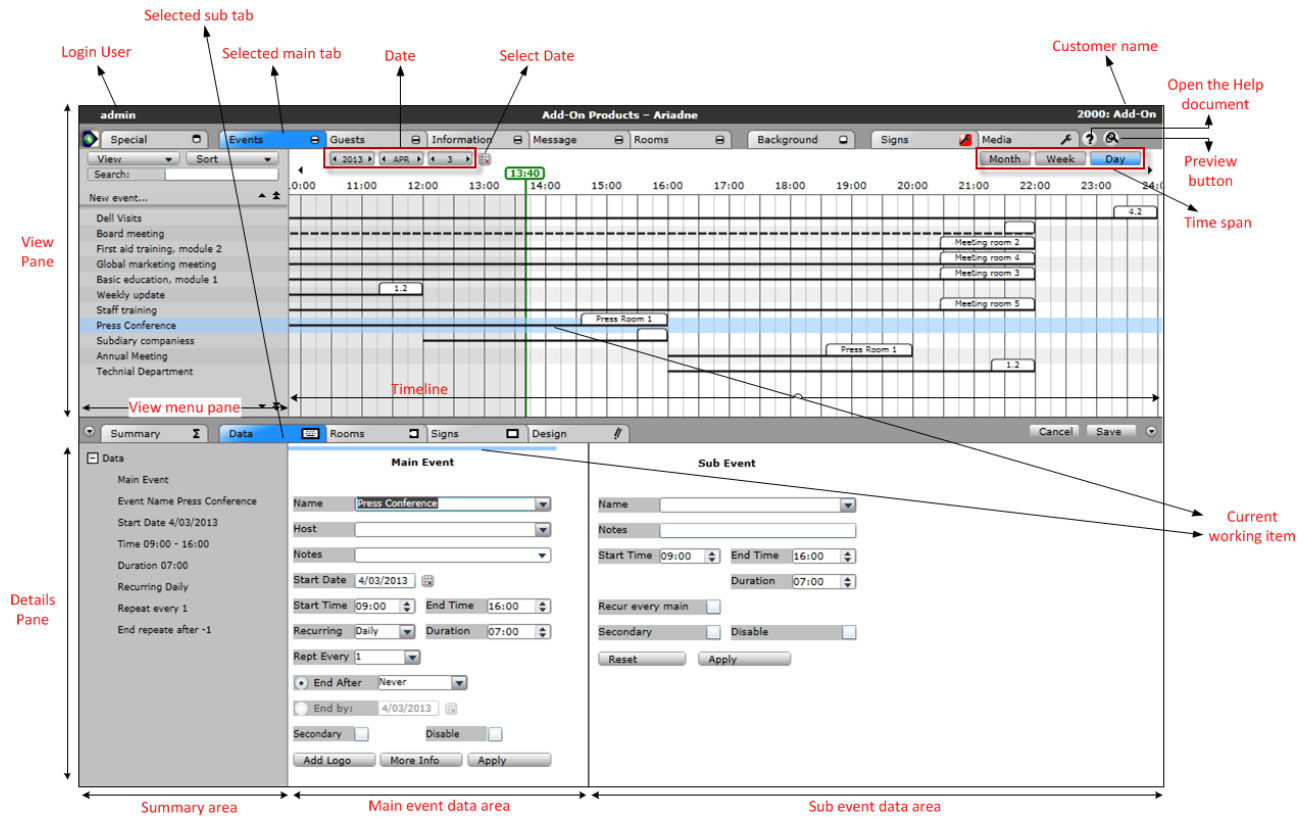 Selected sub tab
Login User
Selected main tab
Date
Select Date
Customer name
Open the Help
document
admin
Add-On Products – Ariadne
2000: Add-On
Special
Events
Guests
Information
Message
Rooms
Background
Signs
Media
?
View
Sort
2013
APR
3
Month
Week
Day
Preview
button
Search:
13:40
.0:00 11:00 12:00 13:00 14:00 15:00 16:00 17:00 18:00 19:00 20:00 21:00 22:00 23:00 24:0
New event...
Time span
Dell Visits
4.2
Board meeting
View
Pane
First aid training, module 2
Meeting room 2
Global marketing meeting
Meeting room 4
Basic education, module 1
Meeting room 3
Weekly update
1.2
Staff training
Meeting room 5
Press Conference
Press Room 1
Subdiary companiess
Annual Meeting
Press Room 1
Technial Department
1.2
Timeline
View menu pane
Summary
Σ
Data
Rooms
Signs
Design
Cancel
Save
Data
Main Event
Event Name Press Conference
Start Date 4/03/2013
Time 09:00 - 16:00
Duration 07:00
Recurring Daily
Repeat every 1
End repeate after -1
Main Event
Name Press Conference
Host
Notes
Start Date 4/03/2013
Start Time 09:00 End Time 16:00
Recurring Daily Duration 07:00
Rept Every 1
End After Never
End by: 4/03/2013
Secondary Disable
Add Logo More Info Apply
Sub Event
Name
Notes
Start Time 09:00 End Time 16:00
Duration 07:00
Recur every main
Secondary Disable
Reset Apply
Current
working item
Details
Pane
Summary area
Main event data area
Sub event data area